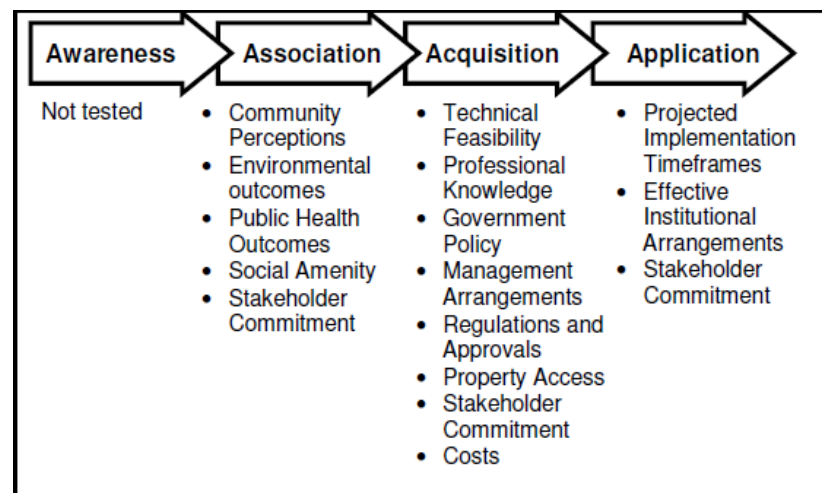 Awareness
Association
Acquisition
Application
Not tested
• Community
Perceptions
• Environmental
outcomes
• Public Health
Outcomes
• Social Amenity
• Stakeholder
Commitment
• Technical
Feasibility
• Professional
Knowledge
• Government
Policy
• Management
Arrangements
• Regulations and
Approvals
• Property Access
• Stakeholder
Commitment
• Costs
• Projected
Implementation
Timeframes
• Effective
Institutional
Arrangements
• Stakeholder
Commitment